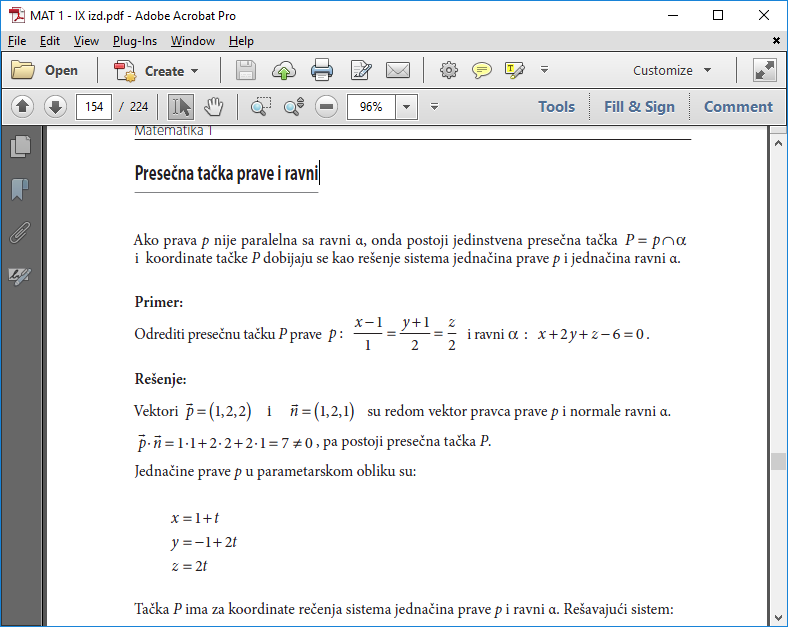 MAT 1 - IX izd.pdf - Adobe Acrobat Pro
File Edit View Plug-Ins Window Help
Open Create Customize
154 / 224 96% Tools Fill & Sign Comment
Matematika 1
Presečna tačka prave i ravni
Ako prava p nije paralelna sa ravni α, onda postoji jedinstvena presečna tačka P = p∩α
i koordinate tačke P dobijaju se kao rešenje sistema jednačina prave p i jednačina ravni α.
Primer:
Odrediti presečnu tačku P prave p : (x−1)/1 = (y+1)/2 = z/2 i ravni α : x+2y+z−6=0.
Rešenje:
Vektori p⃗=(1,2,2) i n⃗=(1,2,1) su redom vektor pravca prave p i normale ravni α.
p⃗·n⃗=1·1+2·2+2·1=7≠0, pa postoji presečna tačka P.
Jednačine prave p u parametarskom obliku su:
x=1+t
y=−1+2t
z=2t
Tačka P ima za koordinate rečenja sistema jednačina prave p i ravni α. Rešavajući sistem: